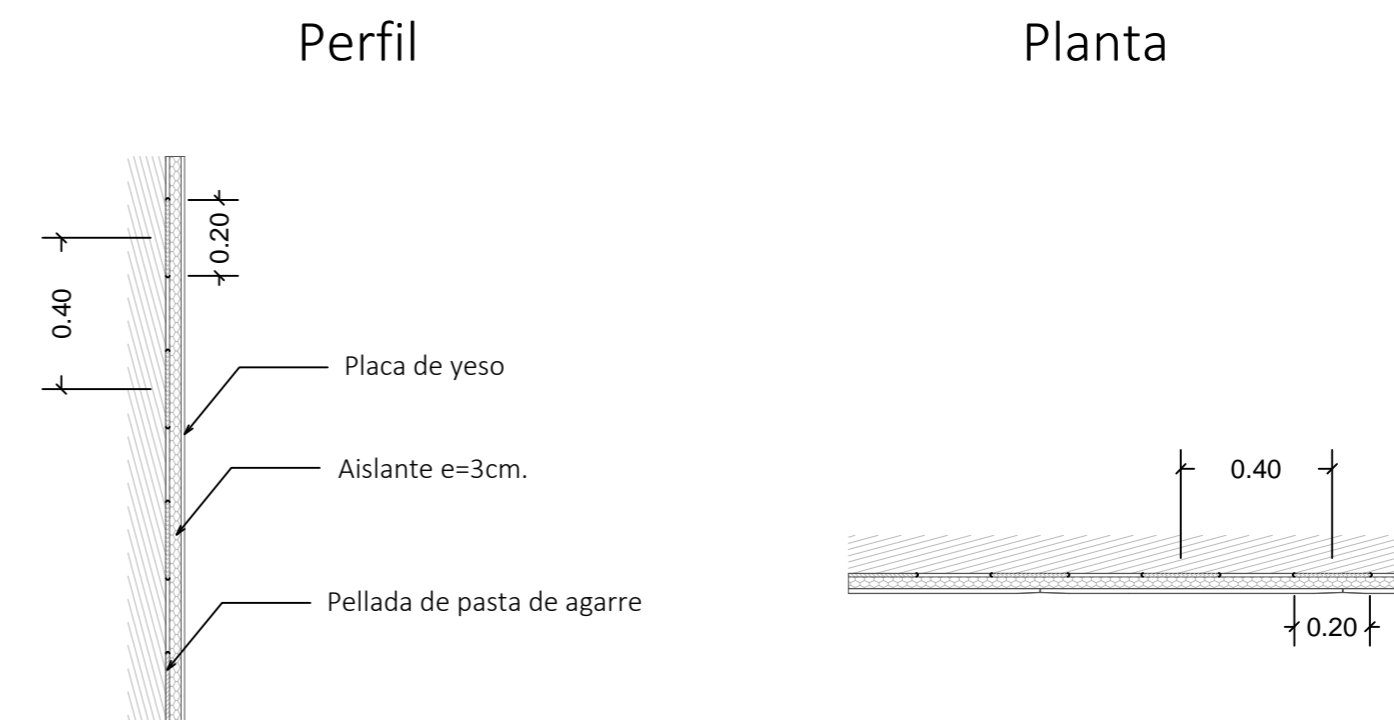 Perfil
Planta
0.20
0.40
Placa de yeso
Aislante e=3cm.
Pellada de pasta de agarre
0.40
0.20